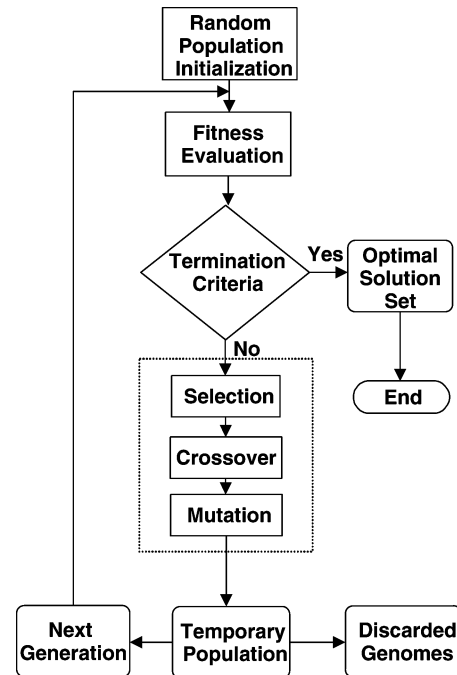 Random
Population
Initialization
Fitness
Evaluation
Termination
Criteria
Yes
Optimal
Solution
Set
End
No
Selection
Crossover
Mutation
Next
Generation
Temporary
Population
Discarded
Genomes